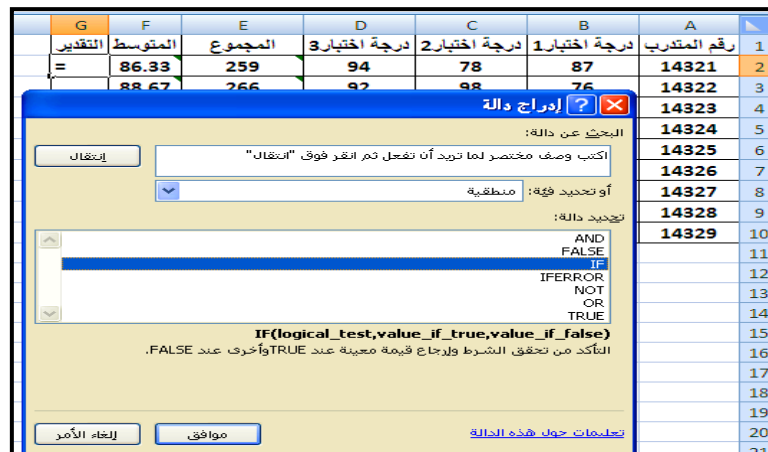 A B C D E F G
1 رقم المتدرب درجة اختبار1 درجة اختبار2 درجة اختبار3 المجموع المتوسط التقدير
2 14321 87 78 94 259 86.33 =
3 14322 76 98 92 266 88.67
4 14323
5 14324
6 14325
7 14326
8 14327
9 14328
10 14329
11
12
13
14
15
16
17
18
19
20
21
إدراج دالة
البحث عن دالة:
اكتب وصف مختصر لما تريد أن تفعل ثم انقر فوق "انتقال"
إنتقال
أو تحديد فئة: منطقية
تحديد دالة:
AND
FALSE
IF
IFERROR
NOT
OR
TRUE
IF(logical_test,value_if_true,value_if_false)
التأكد من تحقق الشرط وإرجاع قيمة معينة عند TRUEوأخرى عند FALSE.
تعليمات حول هذه الدالة
موافق
إلغاء الأمر